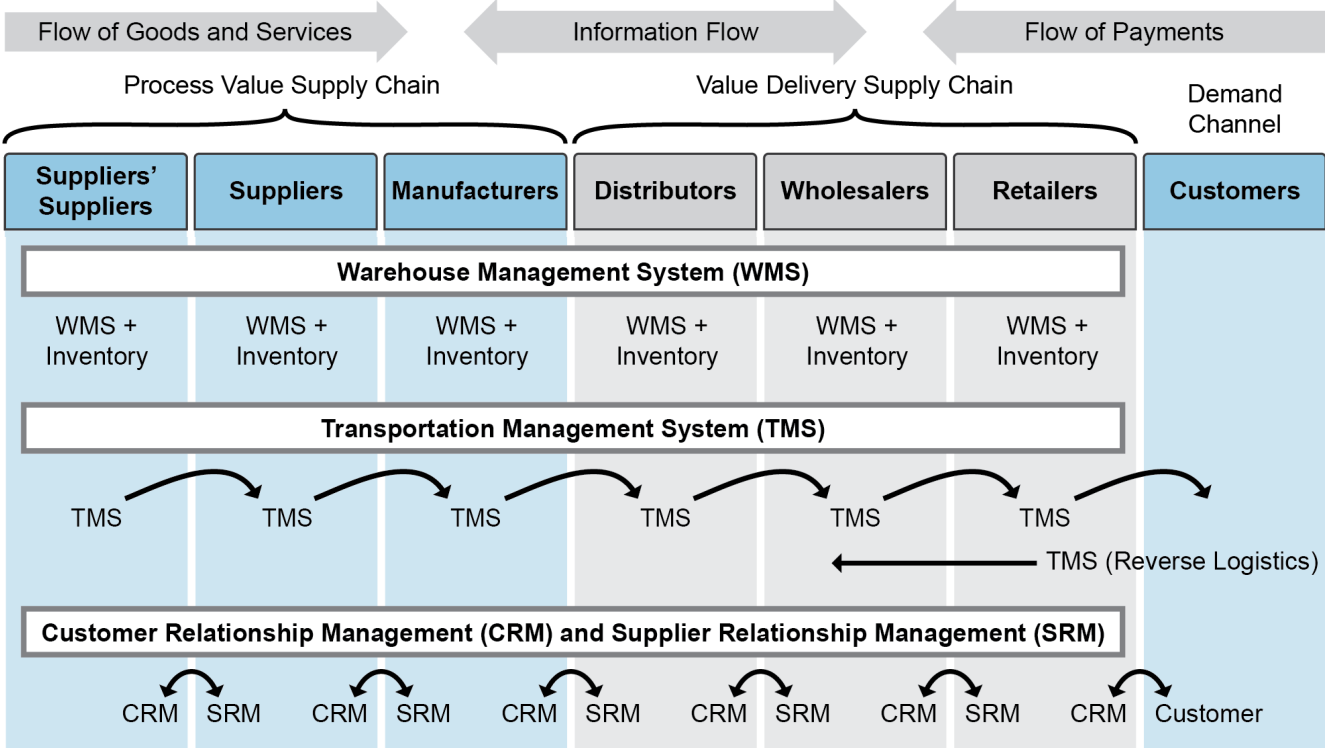 Flow of Goods and Services
Information Flow
Flow of Payments
Process Value Supply Chain
Value Delivery Supply Chain
Demand
Channel
Suppliers’
Suppliers
Suppliers
Manufacturers
Distributors
Wholesalers
Retailers
Customers
Warehouse Management System (WMS)
WMS +
Inventory
WMS +
Inventory
WMS +
Inventory
WMS +
Inventory
WMS +
Inventory
WMS +
Inventory
Transportation Management System (TMS)
TMS
TMS
TMS
TMS
TMS
TMS
TMS (Reverse Logistics)
Customer Relationship Management (CRM) and Supplier Relationship Management (SRM)
CRM
SRM
CRM
SRM
CRM
SRM
CRM
SRM
CRM
SRM
CRM
Customer